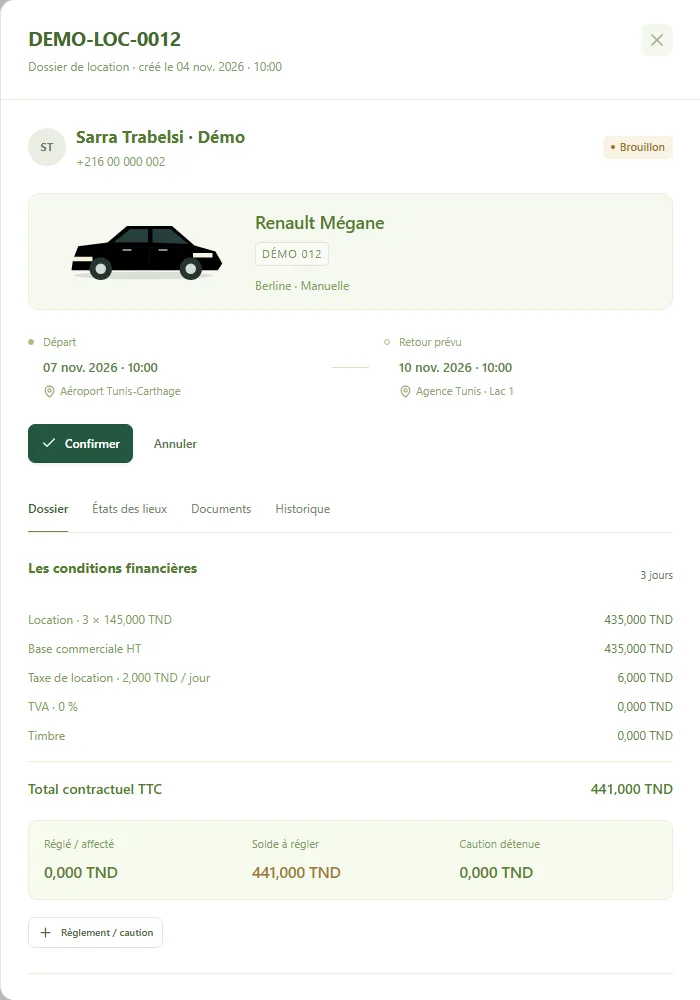 DEMO-LOC-0012
Dossier de location · créé le 04 nov. 2026 · 10:00
ST
Sarra Trabelsi · Démo
+216 00 000 002
• Brouillon
Renault Mégane
DÉMO 012
Berline · Manuelle
Départ
07 nov. 2026 · 10:00
Aéroport Tunis-Carthage
Retour prévu
10 nov. 2026 · 10:00
Agence Tunis · Lac 1
Confirmer
Annuler
Dossier États des lieux Documents Historique
Les conditions financières
3 jours
Location · 3 × 145,000 TND 435,000 TND
Base commerciale HT 435,000 TND
Taxe de location · 2,000 TND / jour 6,000 TND
TVA · 0 % 0,000 TND
Timbre 0,000 TND
Total contractuel TTC 441,000 TND
Réglé / affecté Solde à régler Caution détenue
0,000 TND 441,000 TND 0,000 TND
Règlement / caution